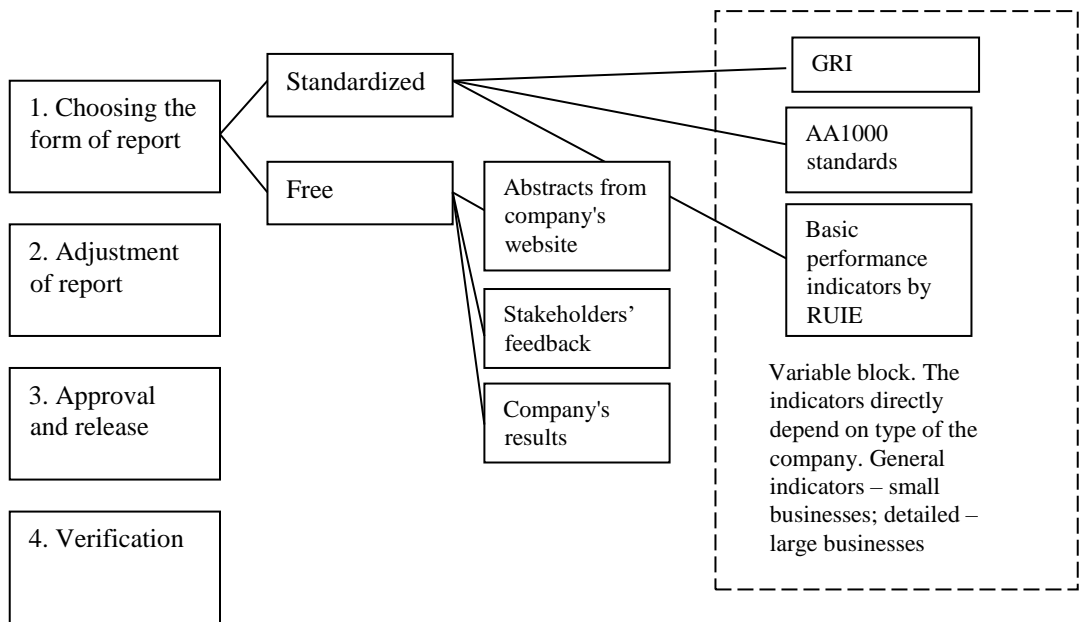 1. Choosing the
form of report
2. Adjustment
of report
3. Approval
and release
4. Verification
Standardized
Free
Abstracts from
company's
website
Stakeholders’
feedback
Company's
results
GRI
AA1000
standards
Basic
performance
indicators by
RUIE
Variable block. The
indicators directly
depend on type of the
company. General
indicators – small
businesses; detailed –
large businesses